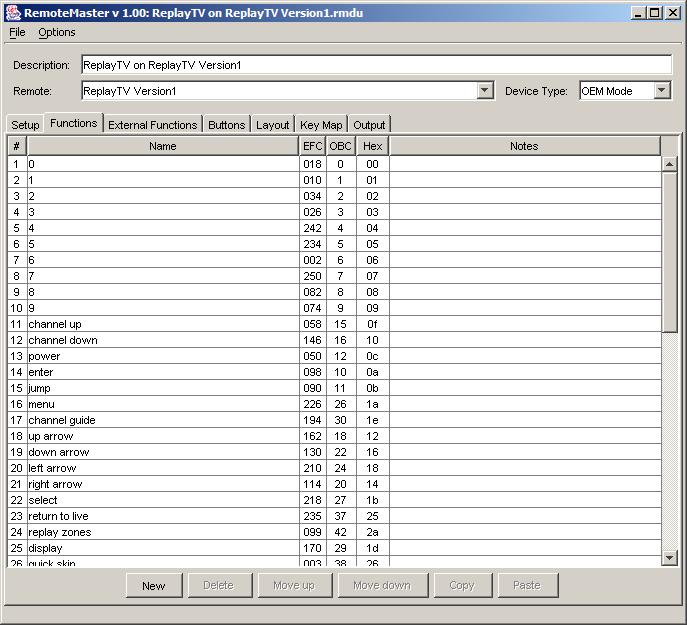 RemoteMaster v 1.00: ReplayTV on ReplayTV Version1.rmdu
File Options
Description: ReplayTV on ReplayTV Version1
Remote: ReplayTV Version1 Device Type: OEM Mode
Setup Functions External Functions Buttons Layout Key Map Output
# Name EFC OBC Hex Notes
1 0 018 0 00
2 1 010 1 01
3 2 034 2 02
4 3 026 3 03
5 4 242 4 04
6 5 234 5 05
7 6 002 6 06
8 7 250 7 07
9 8 082 8 08
10 9 074 9 09
11 channel up 058 15 0f
12 channel down 146 16 10
13 power 050 12 0c
14 enter 098 10 0a
15 jump 090 11 0b
16 menu 226 26 1a
17 channel guide 194 30 1e
18 up arrow 162 18 12
19 down arrow 130 22 16
20 left arrow 210 24 18
21 right arrow 114 20 14
22 select 218 27 1b
23 return to live 235 37 25
24 replay zones 099 42 2a
25 display 170 29 1d
26 quick skip 003 38 26
New Delete Move up Move down Copy Paste